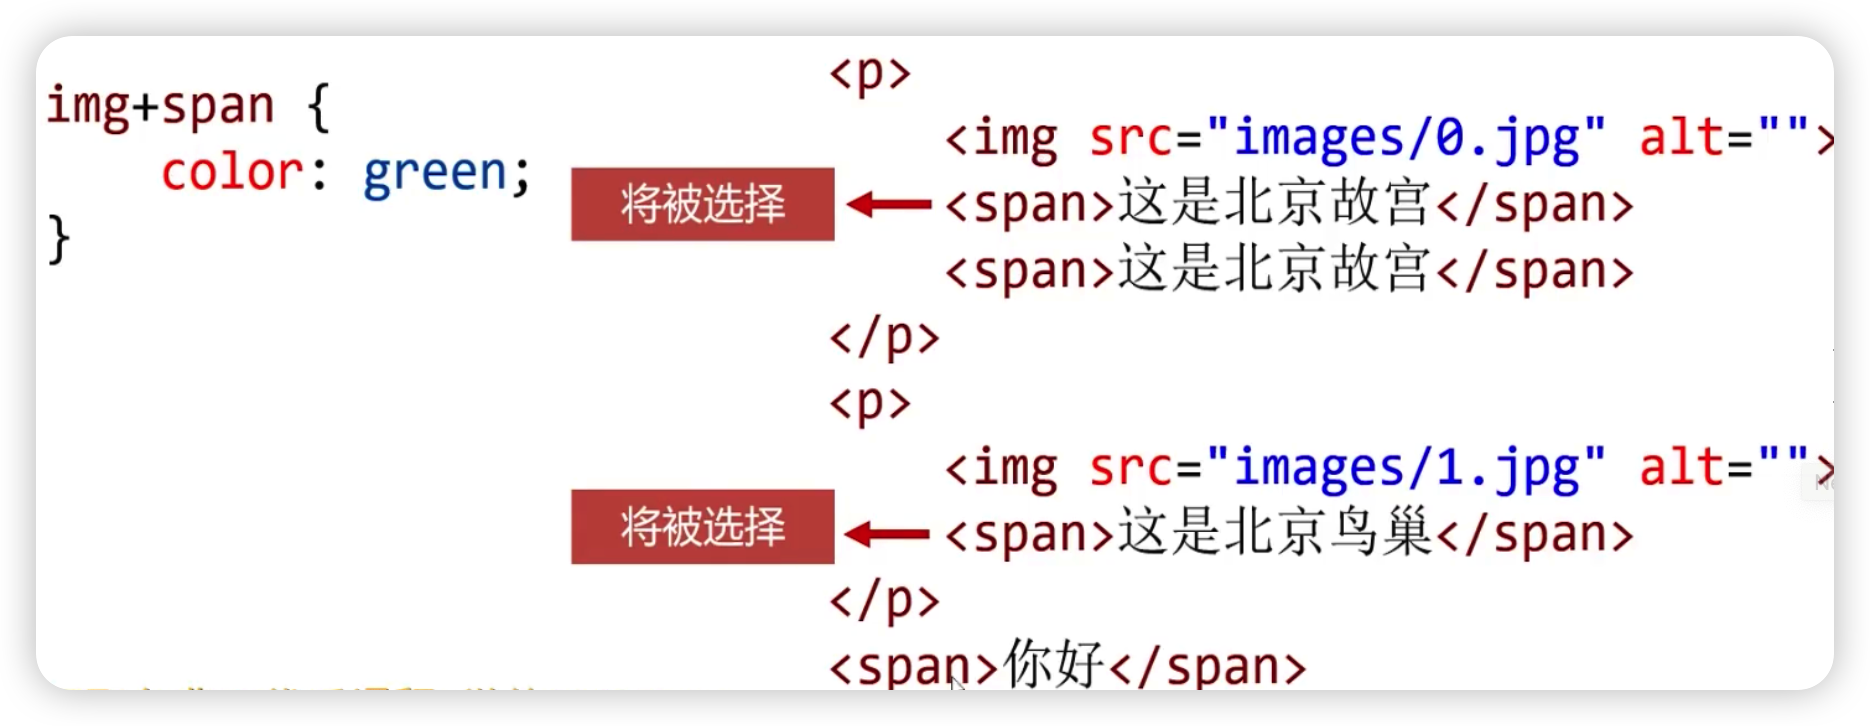 img+span {
    color: green;
}
<p>
    <img src="images/0.jpg" alt="">
将被选择
    <span>这是北京故宫</span>
    <span>这是北京故宫</span>
</p>
<p>
    <img src="images/1.jpg" alt="">
将被选择
    <span>这是北京鸟巢</span>
</p>
<span>你好</span>